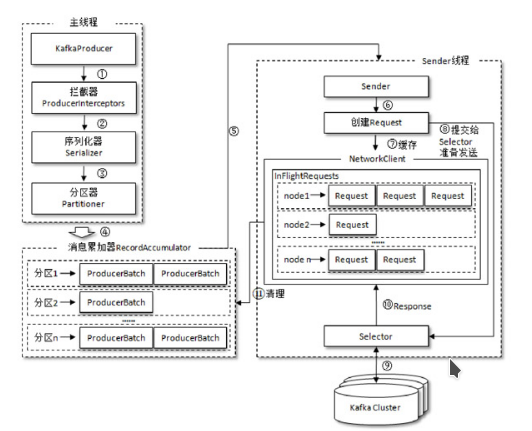 主线程
KafkaProducer
①
拦截器
ProducerInterceptors
②
序列化器
Serializer
③
分区器
Partitioner
④
消息累加器RecordAccumulator
分区1
ProducerBatch
ProducerBatch
分区2
ProducerBatch
......
分区n
ProducerBatch
ProducerBatch
⑤
Sender线程
Sender
⑥
创建Request
⑦缓存
⑧提交给
Selector
准备发送
NetworkClient
InFlightRequests
node1
Request
Request
Request
node2
Request
......
node n
Request
Request
⑪清理
⑩Response
Selector
⑨
Kafka Cluster